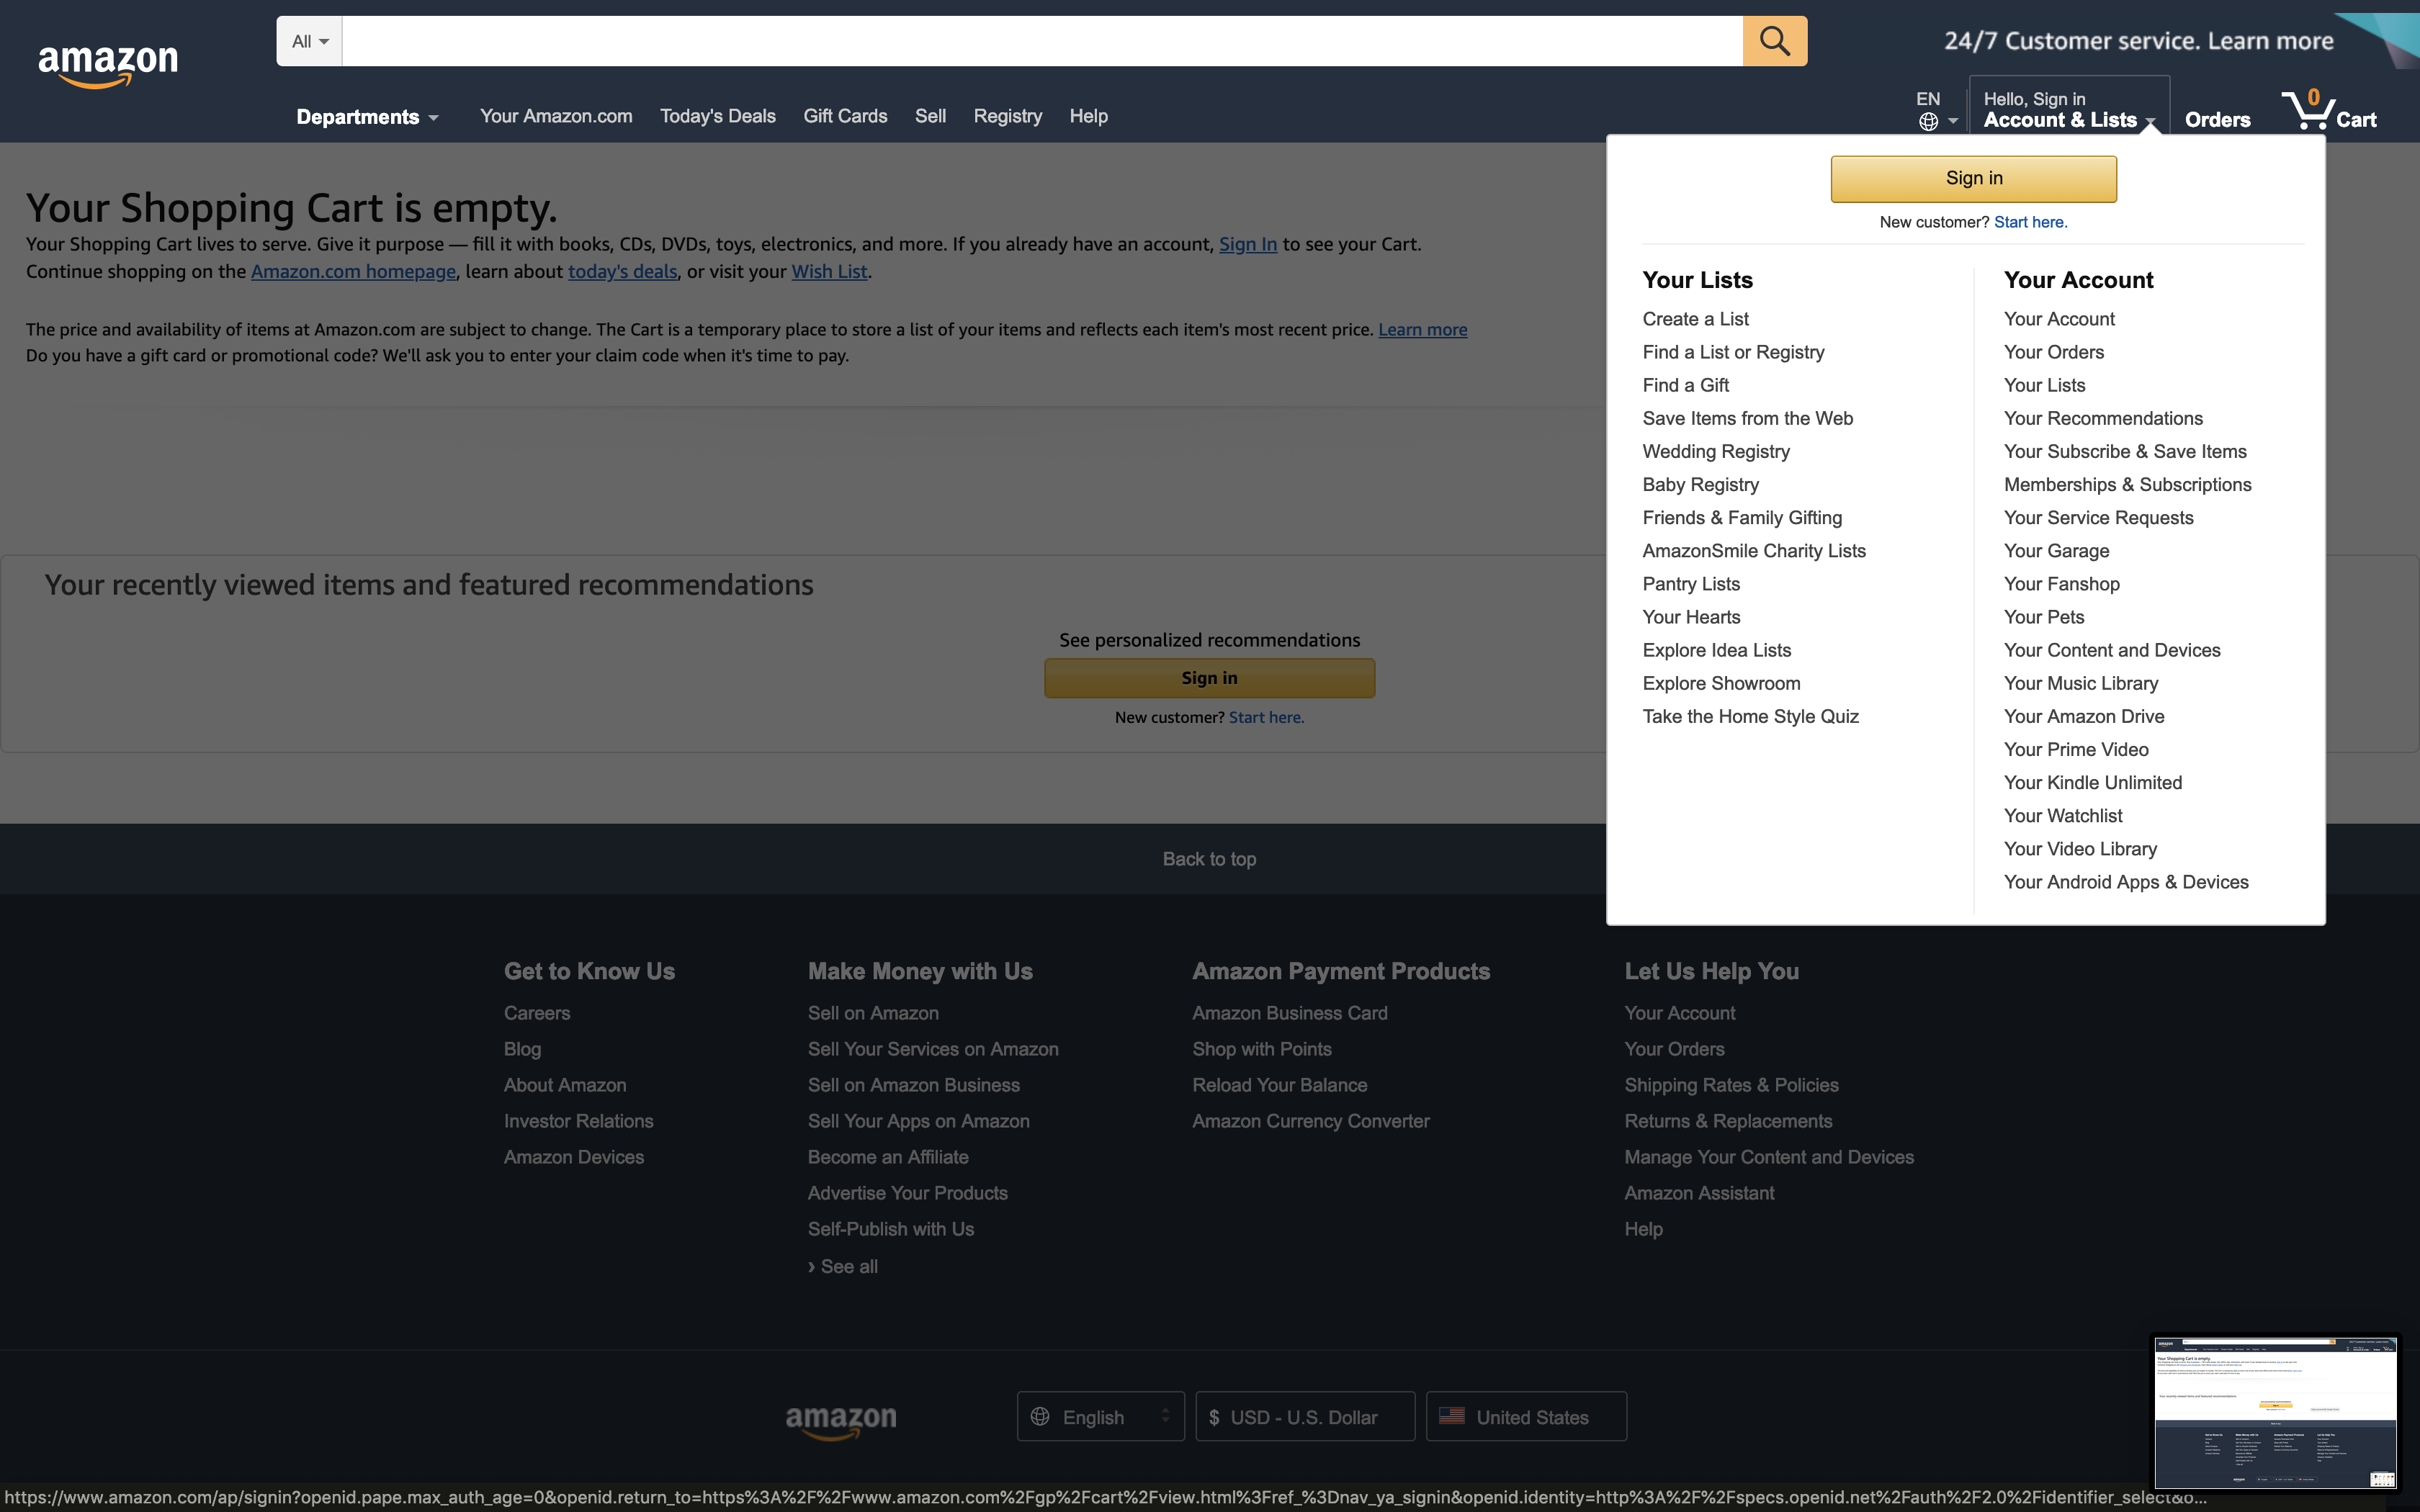 amazon
All
24/7 Customer service. Learn more
Departments
Your Amazon.com
Today's Deals
Gift Cards
Sell
Registry
Help
EN
Hello, Sign in
Account & Lists
Orders
0
Cart
Sign in
New customer? Start here.
Your Lists
Create a List
Find a List or Registry
Find a Gift
Save Items from the Web
Wedding Registry
Baby Registry
Friends & Family Gifting
AmazonSmile Charity Lists
Pantry Lists
Your Hearts
Explore Idea Lists
Explore Showroom
Take the Home Style Quiz
Your Account
Your Account
Your Orders
Your Lists
Your Recommendations
Your Subscribe & Save Items
Memberships & Subscriptions
Your Service Requests
Your Garage
Your Fanshop
Your Pets
Your Content and Devices
Your Music Library
Your Amazon Drive
Your Prime Video
Your Kindle Unlimited
Your Watchlist
Your Video Library
Your Android Apps & Devices
Your Shopping Cart is empty.
Your Shopping Cart lives to serve. Give it purpose — fill it with books, CDs, DVDs, toys, electronics, and more. If you already have an account, Sign In to see your Cart.
Continue shopping on the Amazon.com homepage, learn about today's deals, or visit your Wish List.
The price and availability of items at Amazon.com are subject to change. The Cart is a temporary place to store a list of your items and reflects each item's most recent price. Learn more
Do you have a gift card or promotional code? We'll ask you to enter your claim code when it's time to pay.
Your recently viewed items and featured recommendations
See personalized recommendations
Sign in
New customer? Start here.
Back to top
Get to Know Us
Careers
Blog
About Amazon
Investor Relations
Amazon Devices
Make Money with Us
Sell on Amazon
Sell Your Services on Amazon
Sell on Amazon Business
Sell Your Apps on Amazon
Become an Affiliate
Advertise Your Products
Self-Publish with Us
› See all
Amazon Payment Products
Amazon Business Card
Shop with Points
Reload Your Balance
Amazon Currency Converter
Let Us Help You
Your Account
Your Orders
Shipping Rates & Policies
Returns & Replacements
Manage Your Content and Devices
Amazon Assistant
Help
amazon
English
$ USD - U.S. Dollar
United States
https://www.amazon.com/ap/signin?openid.pape.max_auth_age=0&openid.return_to=https%3A%2F%2Fwww.amazon.com%2Fgp%2Fcart%2Fview.html%3Fref_%3Dnav_ya_signin&openid.identity=http%3A%2F%2Fspecs.openid.net%2Fauth%2F2.0%2Fidentifier_select&o...